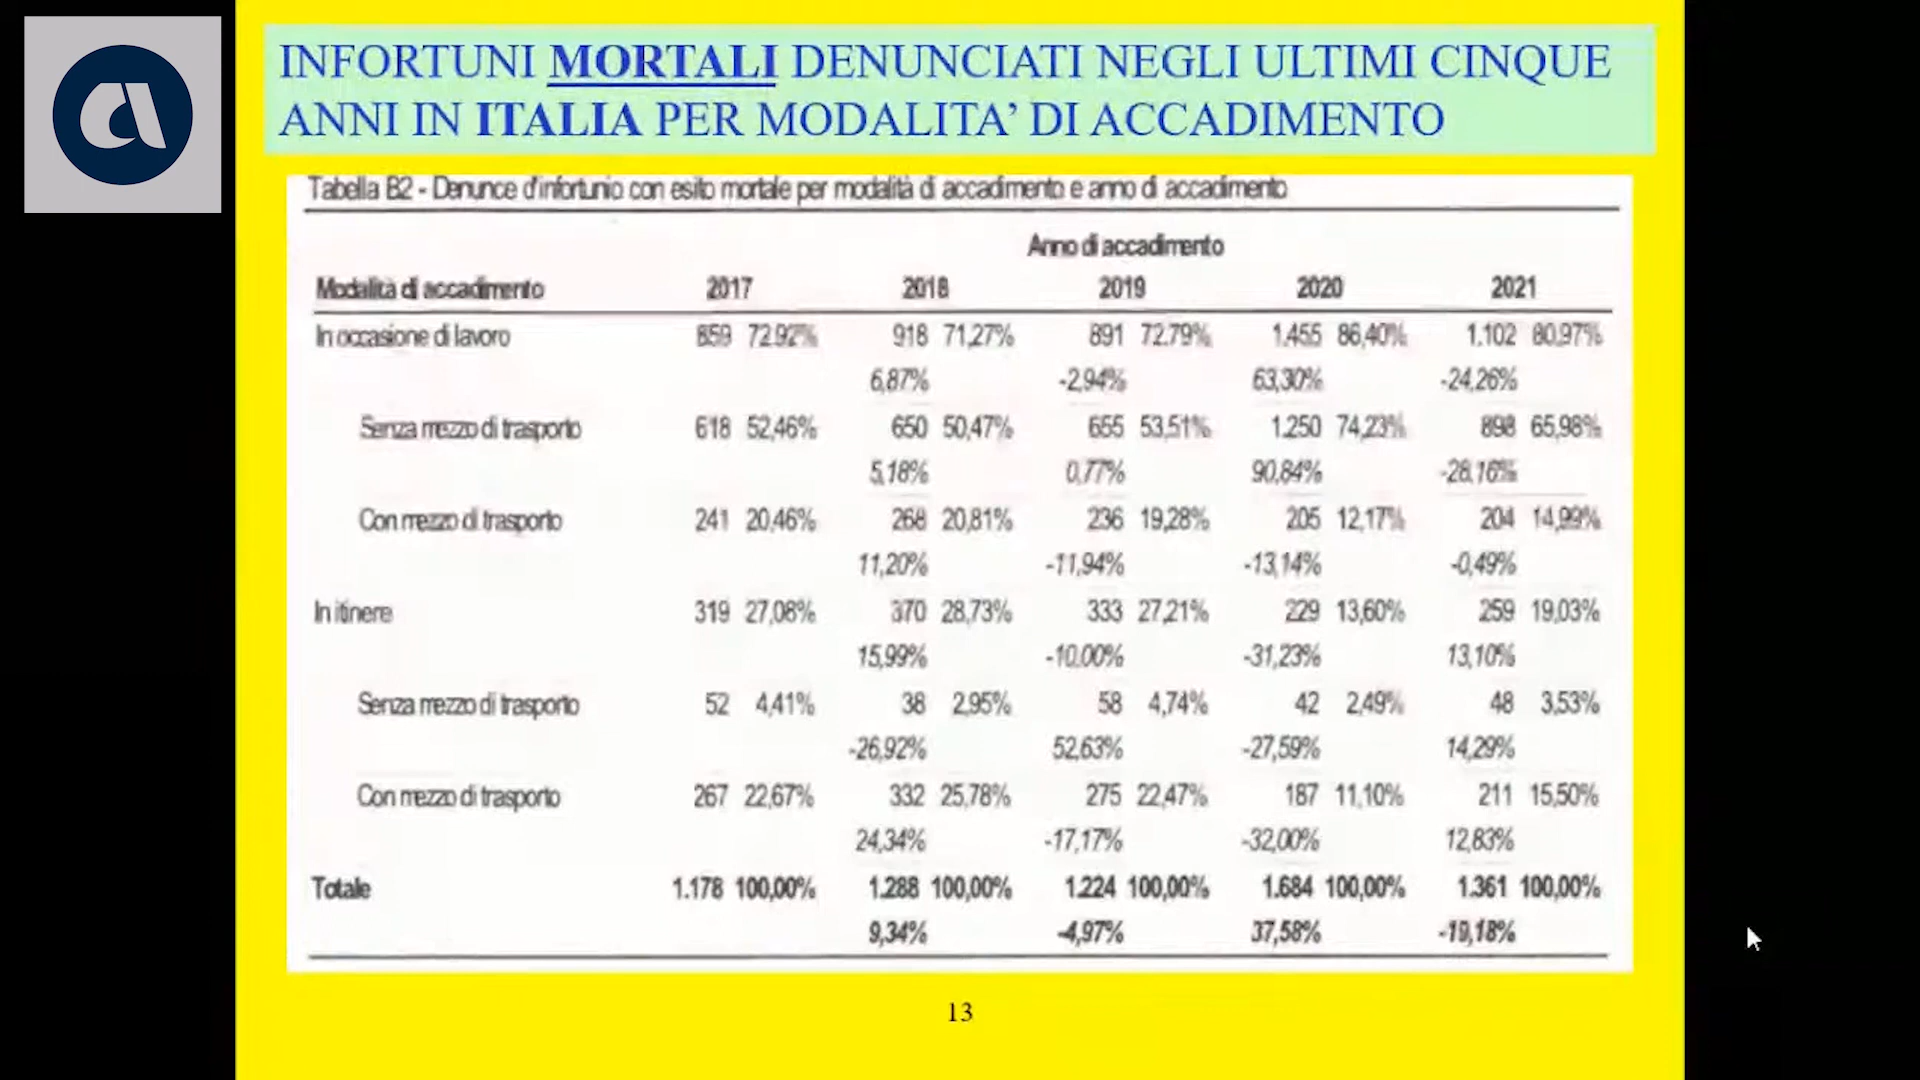 INFORTUNI MORTALI DENUNCIATI NEGLI ULTIMI CINQUE
ANNI IN ITALIA PER MODALITA’ DI ACCADIMENTO
Tabella B2 - Denunce d'infortunio con esito mortale per modalità di accadimento e anno di accadimento
Anno di accadimento
Modalità di accadimento 2017 2018 2019 2020 2021
In occasione di lavoro 859 72,92% 918 71,27% 891 72,79% 1.455 86,40% 1.102 80,97%
6,87% -2,94% 63,30% -24,26%
Senza mezzo di trasporto 618 52,46% 650 50,47% 655 53,51% 1.250 74,23% 898 65,98%
5,18% 0,77% 90,84% -28,16%
Con mezzo di trasporto 241 20,46% 268 20,81% 236 19,28% 205 12,17% 204 14,99%
11,20% -11,94% -13,14% -0,49%
In itinere 319 27,08% 370 28,73% 333 27,21% 229 13,60% 259 19,03%
15,99% -10,00% -31,23% 13,10%
Senza mezzo di trasporto 52 4,41% 38 2,95% 58 4,74% 42 2,49% 48 3,53%
-26,92% 52,63% -27,59% 14,29%
Con mezzo di trasporto 267 22,67% 332 25,78% 275 22,47% 187 11,10% 211 15,50%
24,34% -17,17% -32,00% 12,83%
Totale 1.178 100,00% 1.288 100,00% 1.224 100,00% 1.684 100,00% 1.361 100,00%
9,34% -4,97% 37,58% -19,18%
13